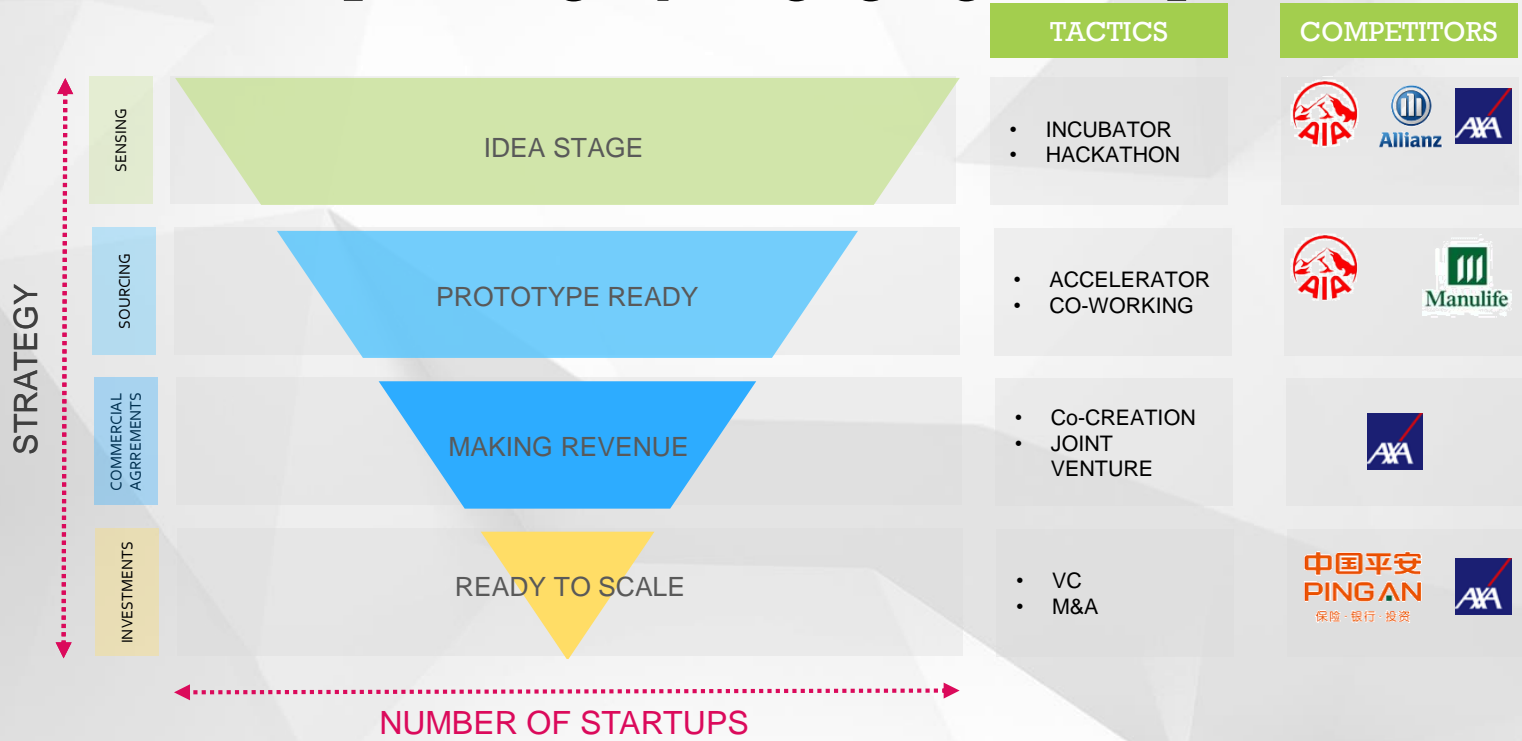 TACTICS
COMPETITORS
STRATEGY
SENSING
IDEA STAGE
• INCUBATOR
• HACKATHON
AIA
Allianz
AXA
SOURCING
PROTOTYPE READY
• ACCELERATOR
• CO-WORKING
AIA
Manulife
COMMERCIAL
AGRREMENTS
MAKING REVENUE
• Co-CREATION
• JOINT
VENTURE
AXA
INVESTMENTS
READY TO SCALE
• VC
• M&A
中国平安
PING AN
保险·银行·投资
AXA
NUMBER OF STARTUPS